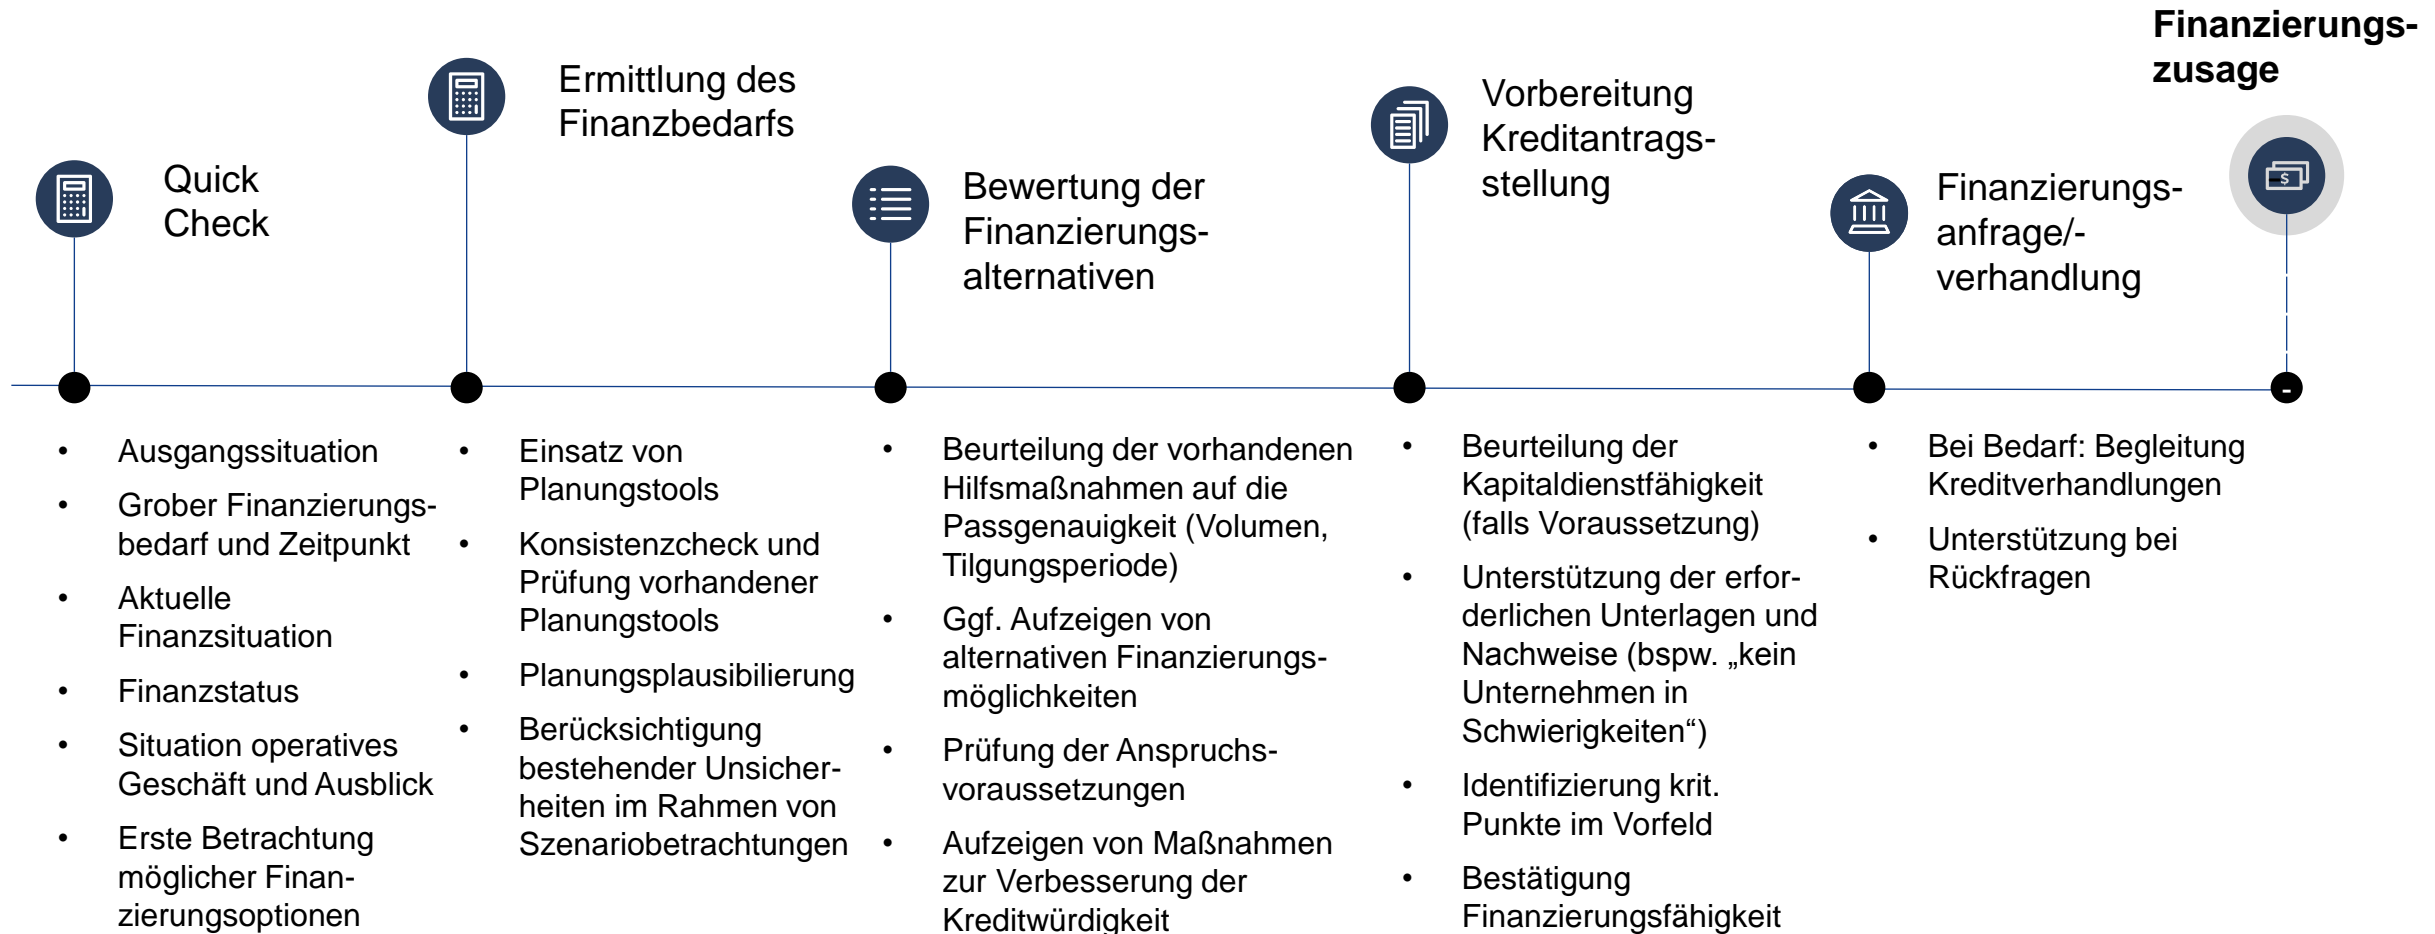 Quick
Check
Ermittlung des
Finanzbedarfs
Bewertung der
Finanzierungs-
alternativen
Vorbereitung
Kreditantrags-
stellung
Finanzierungs-
anfrage/-
verhandlung
Finanzierungs-
zusage
$
-
• Ausgangssituation
• Grober Finanzierungs-
bedarf und Zeitpunkt
• Aktuelle
Finanzsituation
• Finanzstatus
• Situation operatives
Geschäft und Ausblick
• Erste Betrachtung
möglicher Finan-
zierungsoptionen
• Einsatz von
Planungstools
• Konsistenzcheck und
Prüfung vorhandener
Planungstools
• Planungsplausibilierung
• Berücksichtigung
bestehender Unsicher-
heiten im Rahmen von
Szenariobetrachtungen
• Beurteilung der vorhandenen
Hilfsmaßnahmen auf die
Passgenauigkeit (Volumen,
Tilgungsperiode)
• Ggf. Aufzeigen von
alternativen Finanzierungs-
möglichkeiten
• Prüfung der Anspruchs-
voraussetzungen
• Aufzeigen von Maßnahmen
zur Verbesserung der
Kreditwürdigkeit
• Beurteilung der
Kapitaldienstfähigkeit
(falls Voraussetzung)
• Unterstützung der erfor-
derlichen Unterlagen und
Nachweise (bspw. „kein
Unternehmen in
Schwierigkeiten“)
• Identifizierung krit.
Punkte im Vorfeld
• Bestätigung
Finanzierungsfähigkeit
• Bei Bedarf: Begleitung
Kreditverhandlungen
• Unterstützung bei
Rückfragen